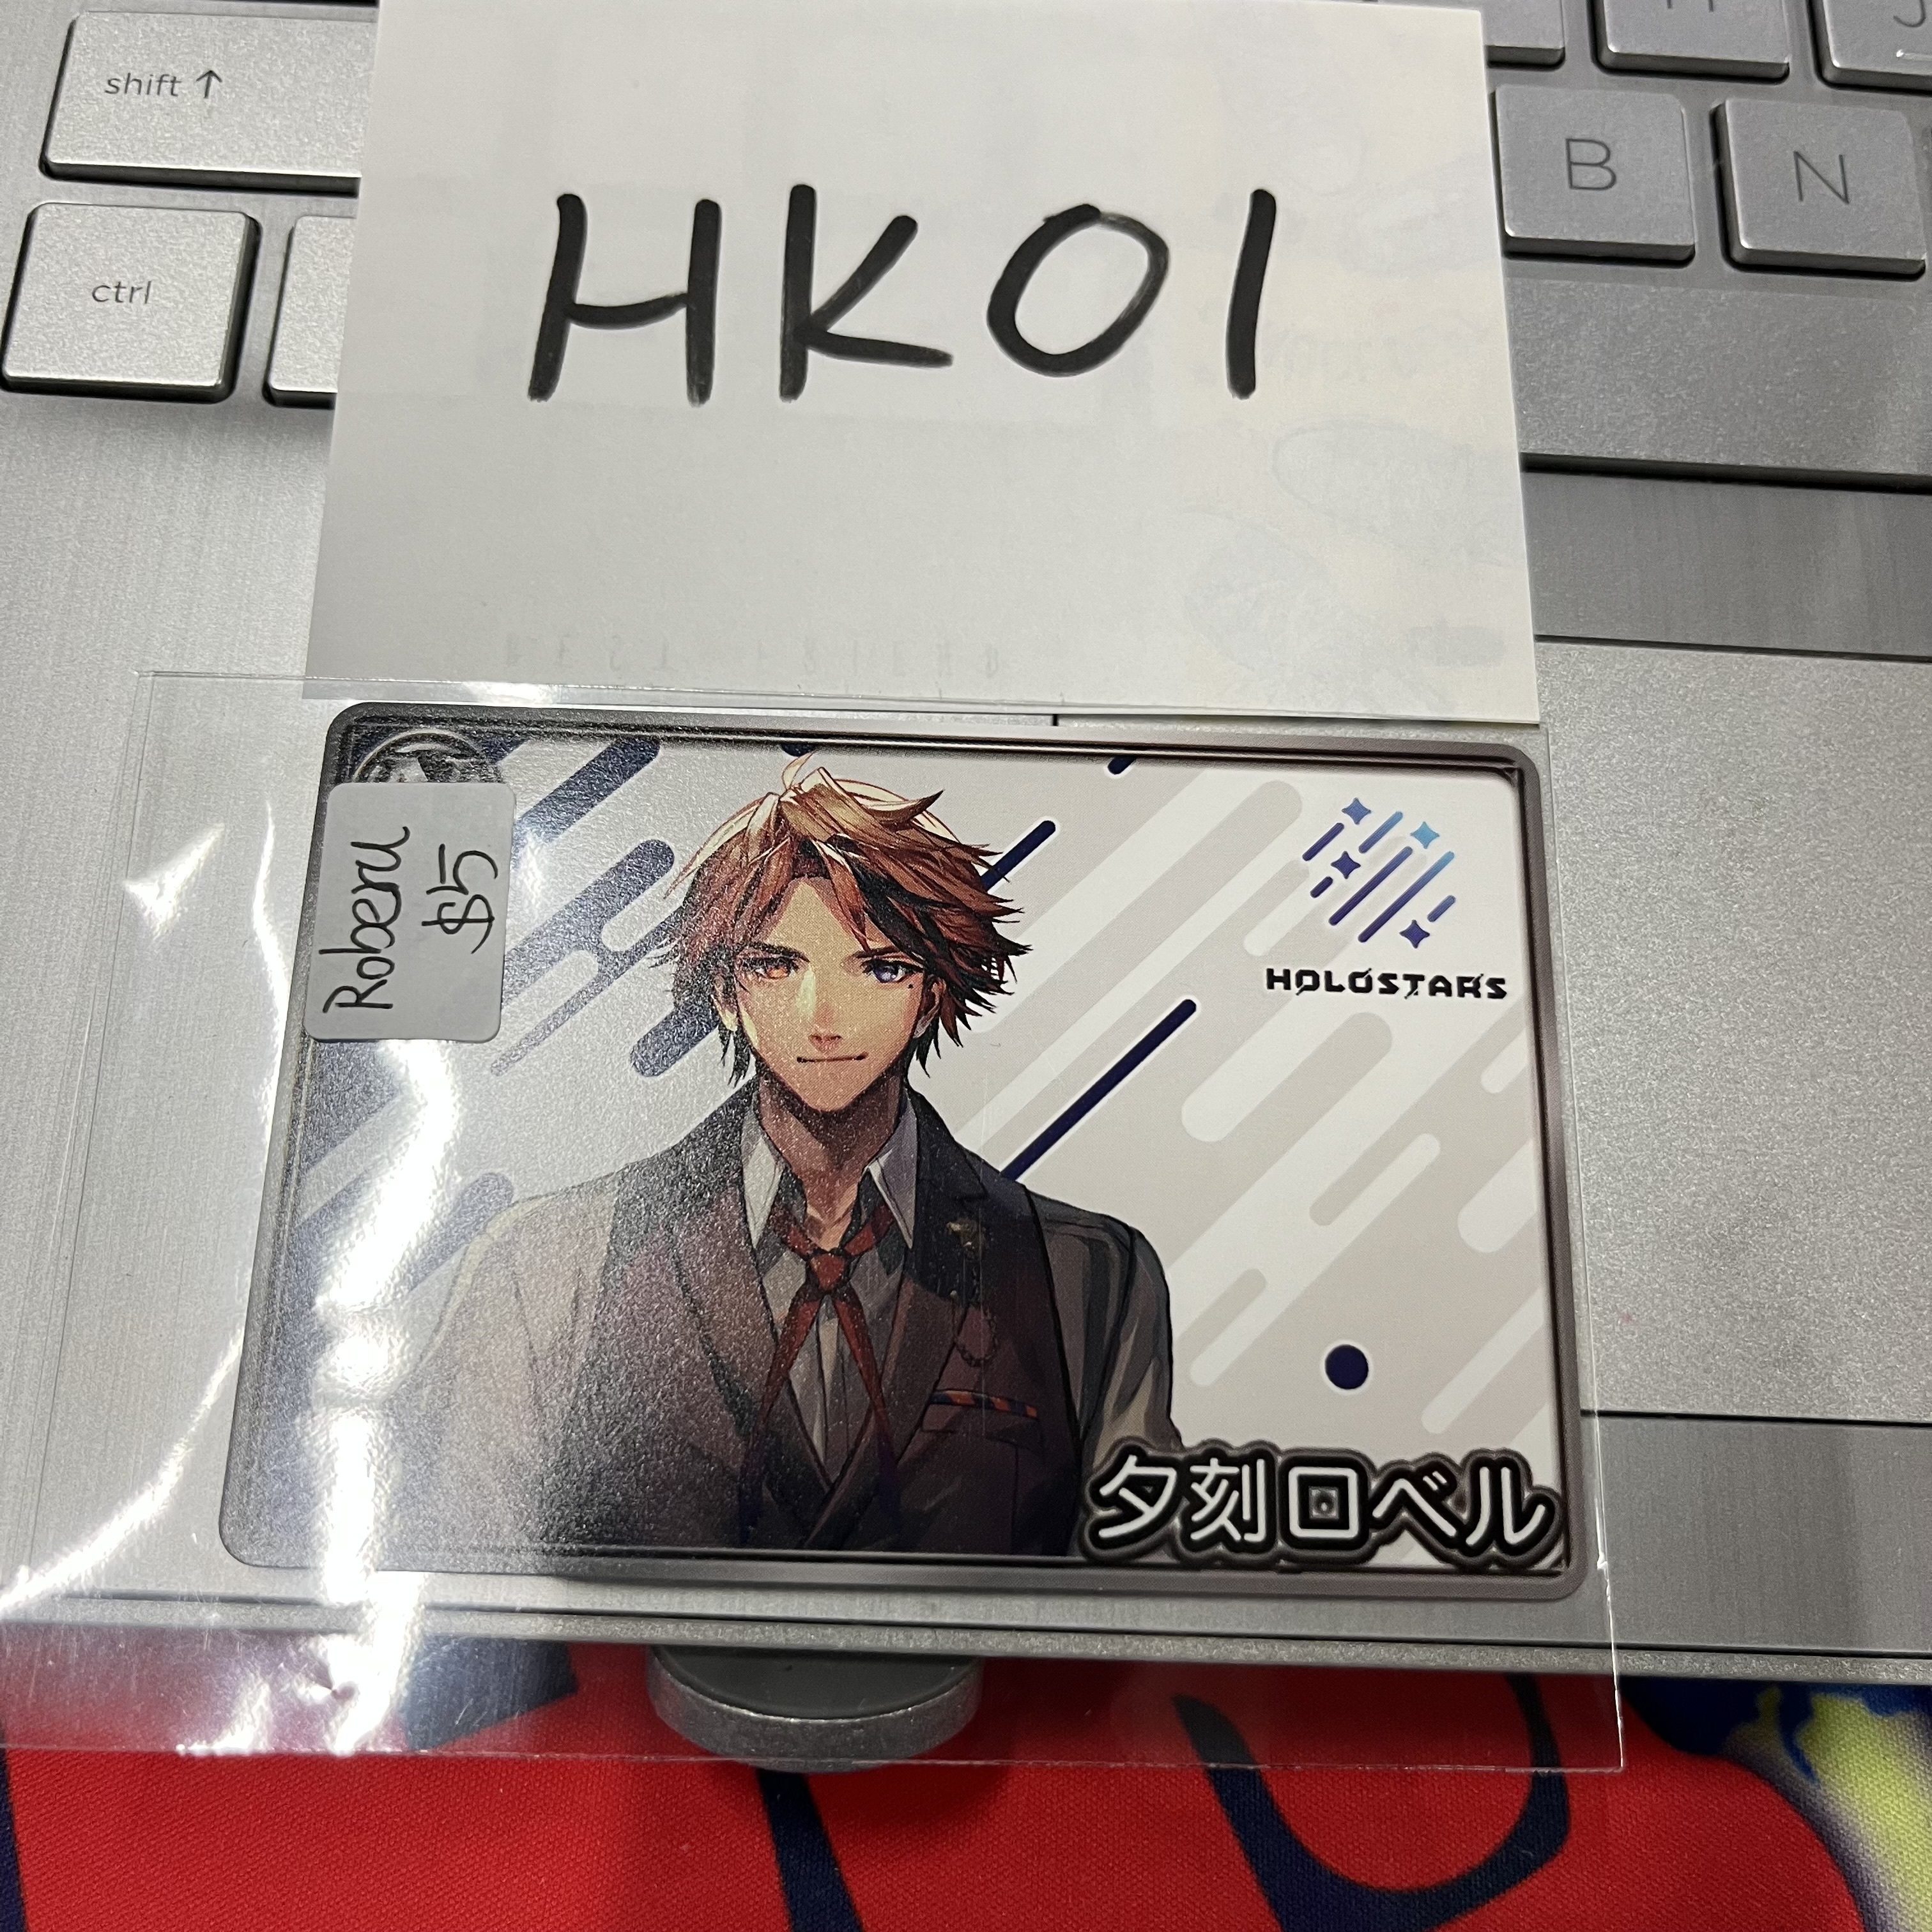 shift ↑
ctrl
B
N
HK01
Roberu
$5
HOLOSTARS
夕刻ロベル